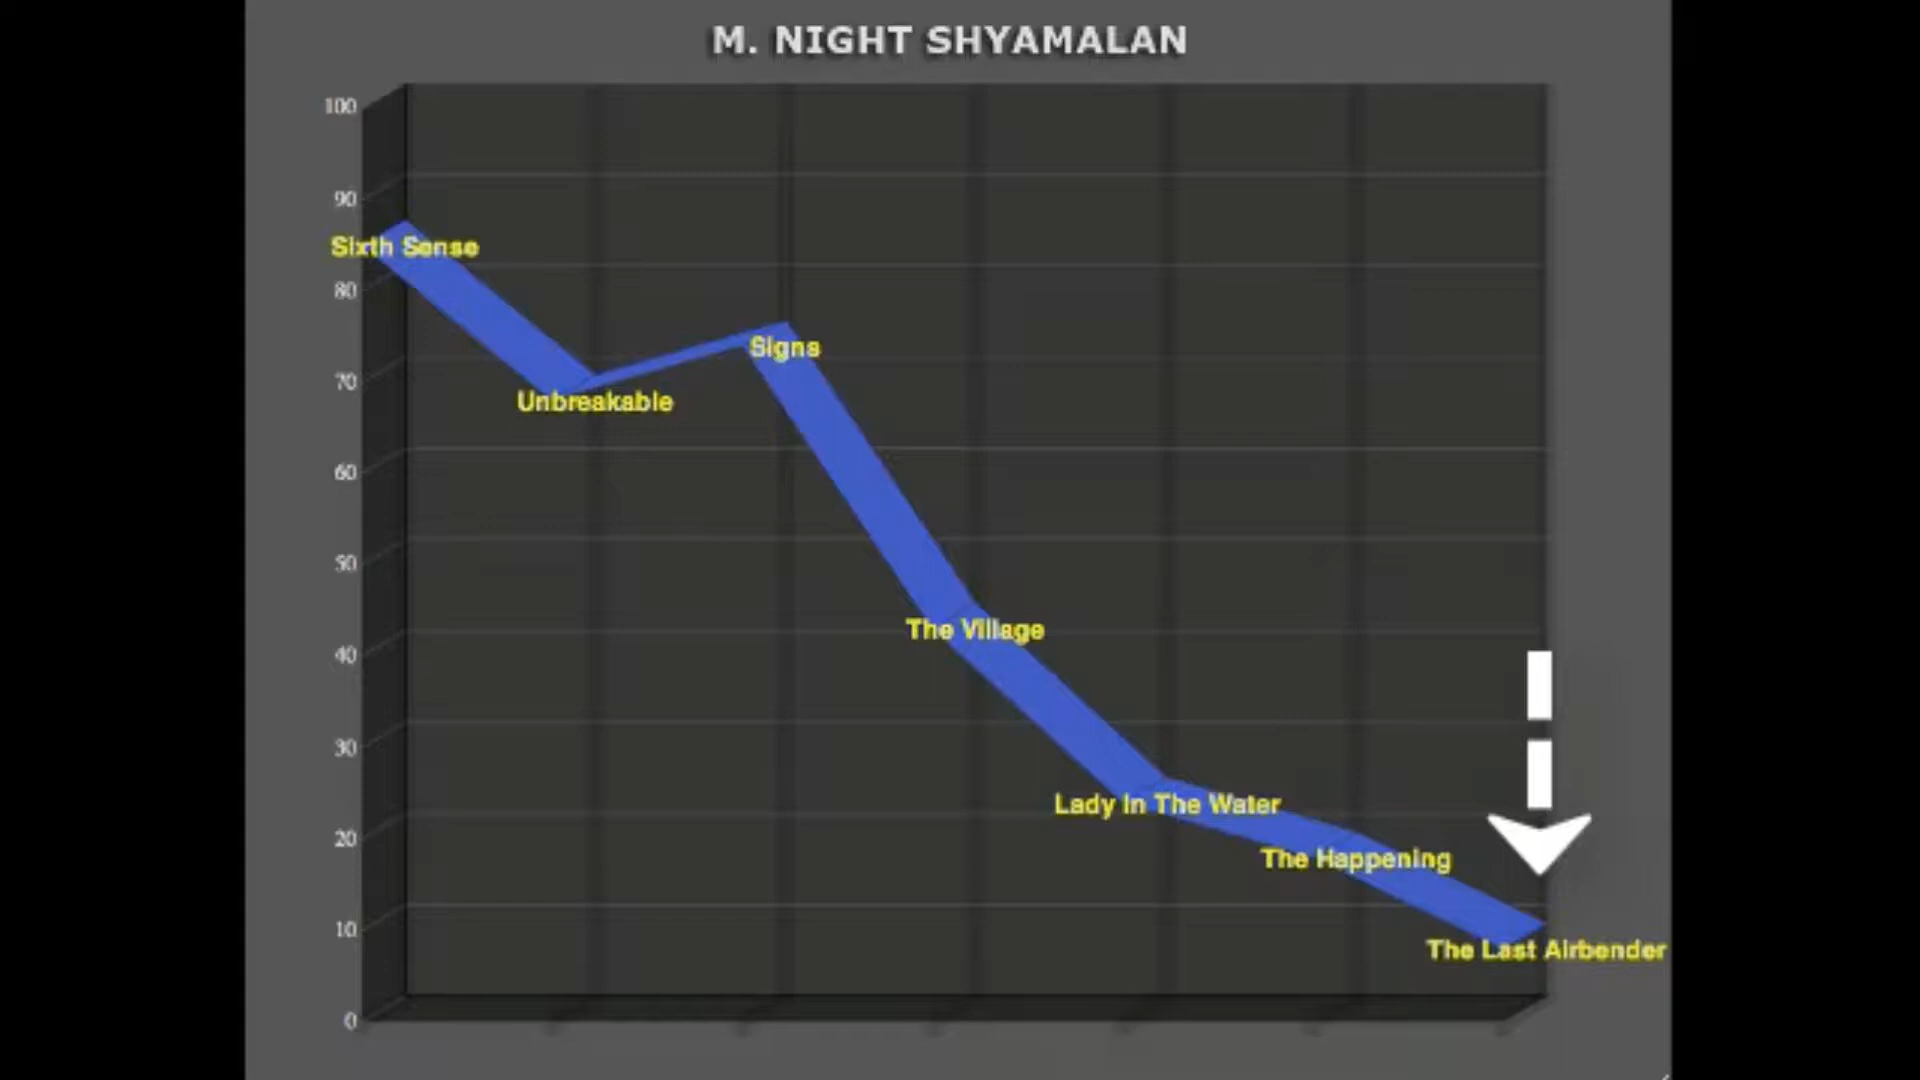 M. NIGHT SHYAMALAN
100
90
Sixth Sense
80
Signs
70
Unbreakable
60
50
The Village
40
30
Lady In The Water
20
The Happening
10
The Last Airbender
0